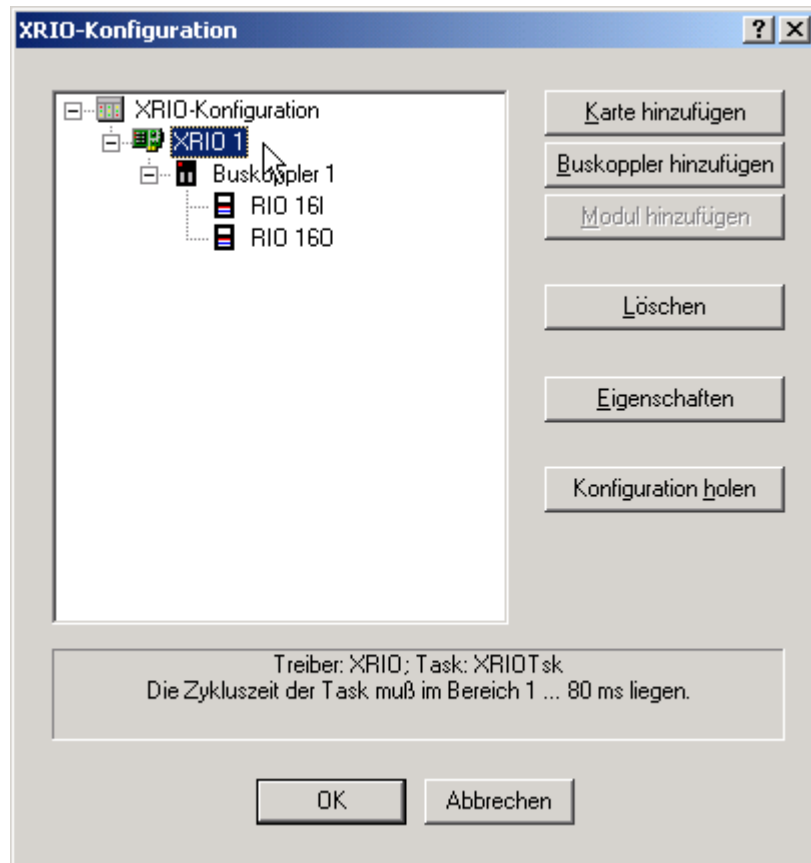 XRIO-Konfiguration
XRIO-Konfiguration
XRIO 1
Buskoppler 1
RIO 16I
RIO 16O
Karte hinzufügen
Buskoppler hinzufügen
Modul hinzufügen
Löschen
Eigenschaften
Konfiguration holen
Treiber: XRIO; Task: XRIOTsk
Die Zykluszeit der Task muß im Bereich 1 ... 80 ms liegen.
OK
Abbrechen